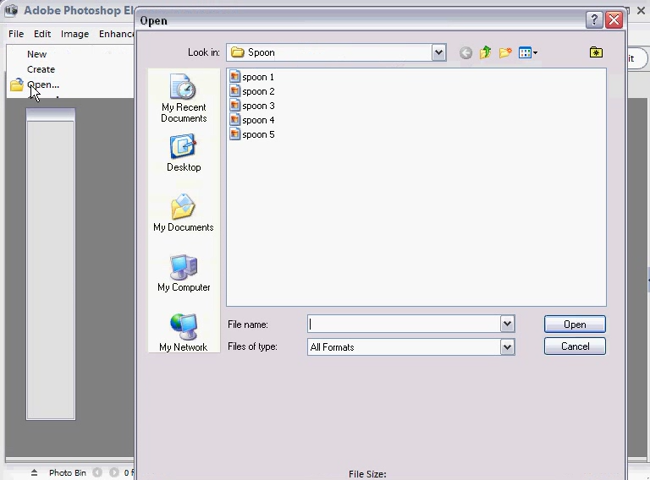 Adobe Photoshop El
Open
File Edit Image Enhanc
Look in: Spoon
New
Create
Open...
spoon 1
spoon 2
spoon 3
spoon 4
spoon 5
My Recent
Documents
Desktop
My Documents
My Computer
My Network
File name:
Open
Files of type: All Formats
Cancel
Photo Bin 0 f
File Size: